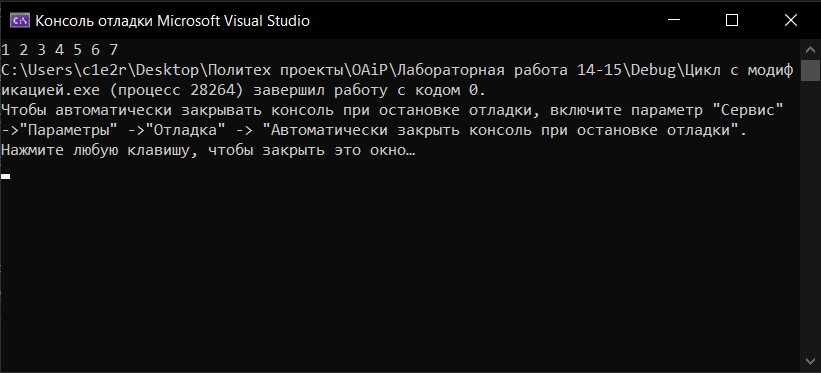 Консоль отладки Microsoft Visual Studio
1 2 3 4 5 6 7
C:\Users\c1e2r\Desktop\Политех проекты\OAiP\Лабораторная работа 14-15\Debug\Цикл с модиф
икацией.exe (процесс 28264) завершил работу с кодом 0.
Чтобы автоматически закрывать консоль при остановке отладки, включите параметр "Сервис"
->"Параметры" ->"Отладка" -> "Автоматически закрыть консоль при остановке отладки".
Нажмите любую клавишу, чтобы закрыть это окно…